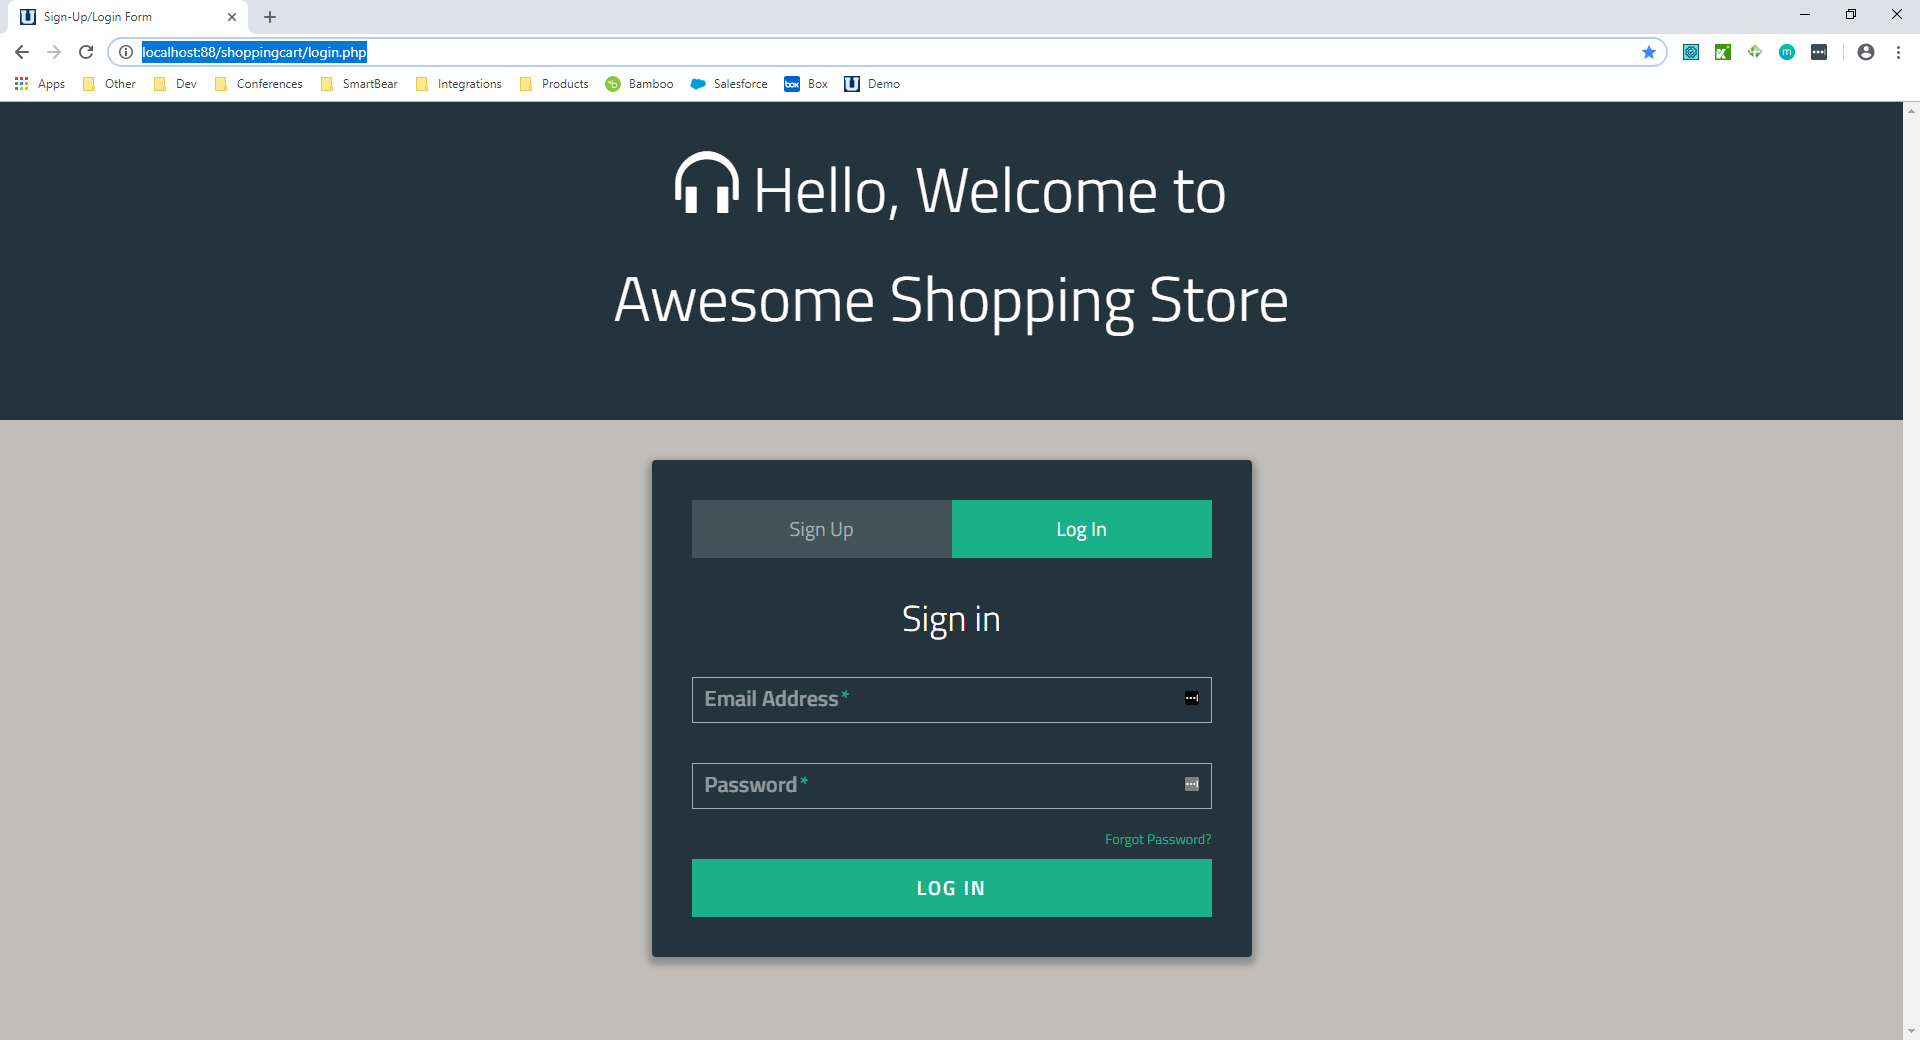 Sign-Up/Login Form
localhost:88/shoppingcart/login.php
m
Apps Other Dev Conferences SmartBear Integrations Products Bamboo box Salesforce Box Demo
Hello, Welcome to
Awesome Shopping Store
Sign Up Log In
Sign in
Email Address*
Password*
Forgot Password?
LOG IN